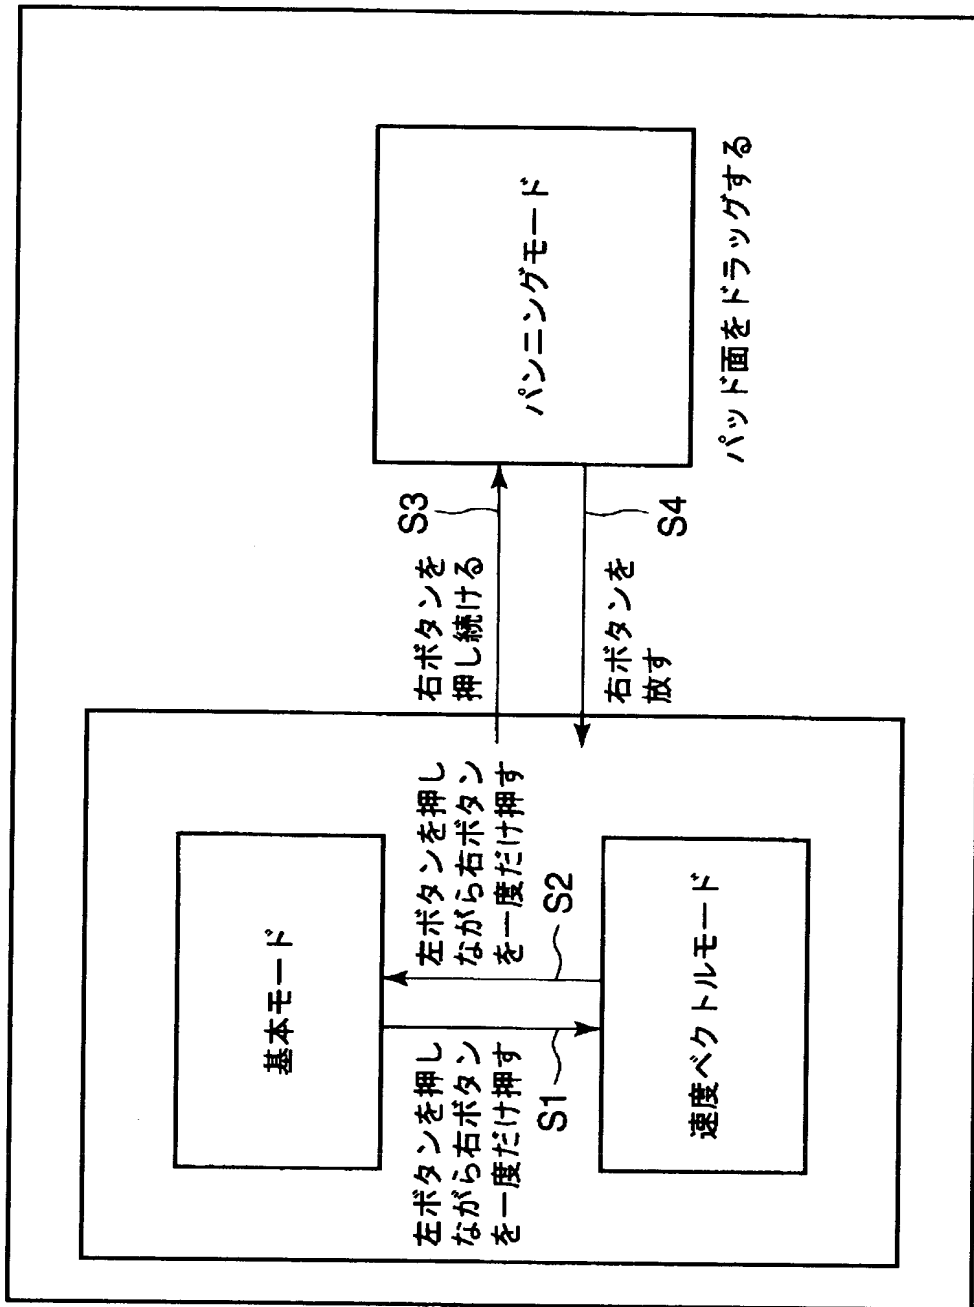 基本モード
左ボタンを押し
ながら右ボタン
を一度だけ押す
S1
左ボタンを押し
ながら右ボタン
を一度だけ押す
S2
速度ベクトルモード
右ボタンを
押し続ける
S3
右ボタンを
放す
S4
パンニングモード
パッド面をドラッグする